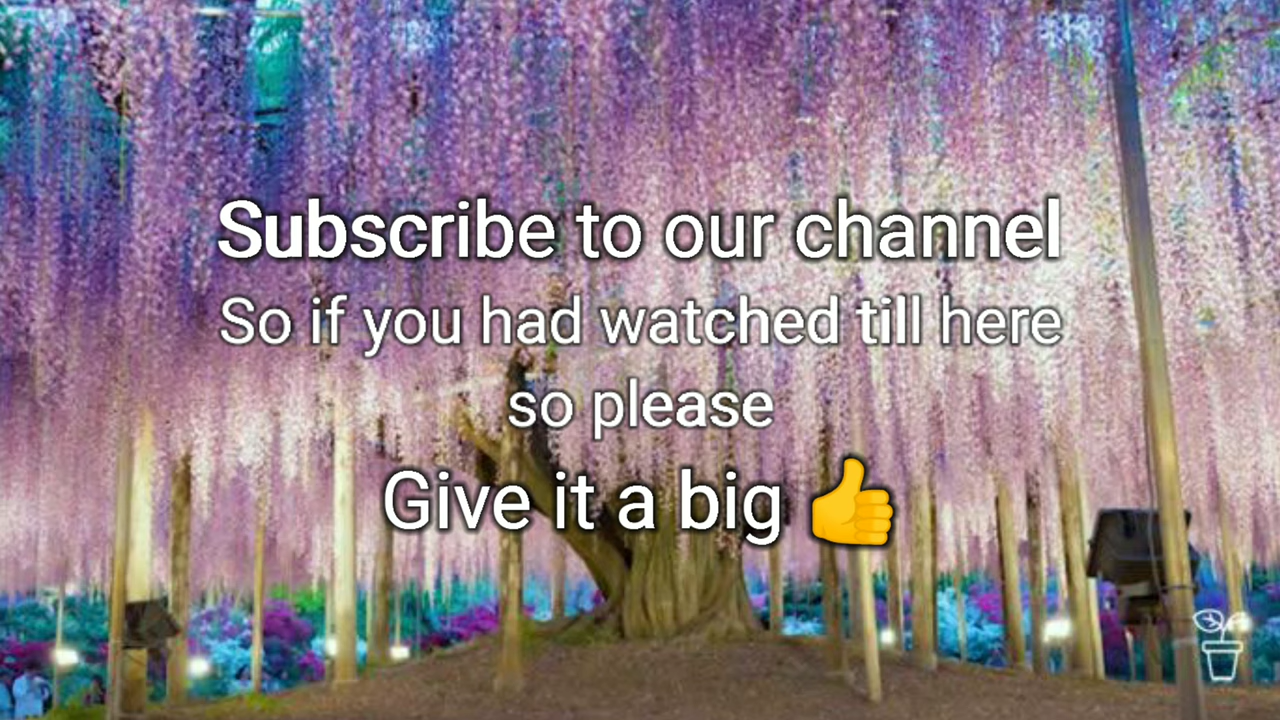 Subscribe to our channel
So if you had watched till here
so please
Give it a big 👍